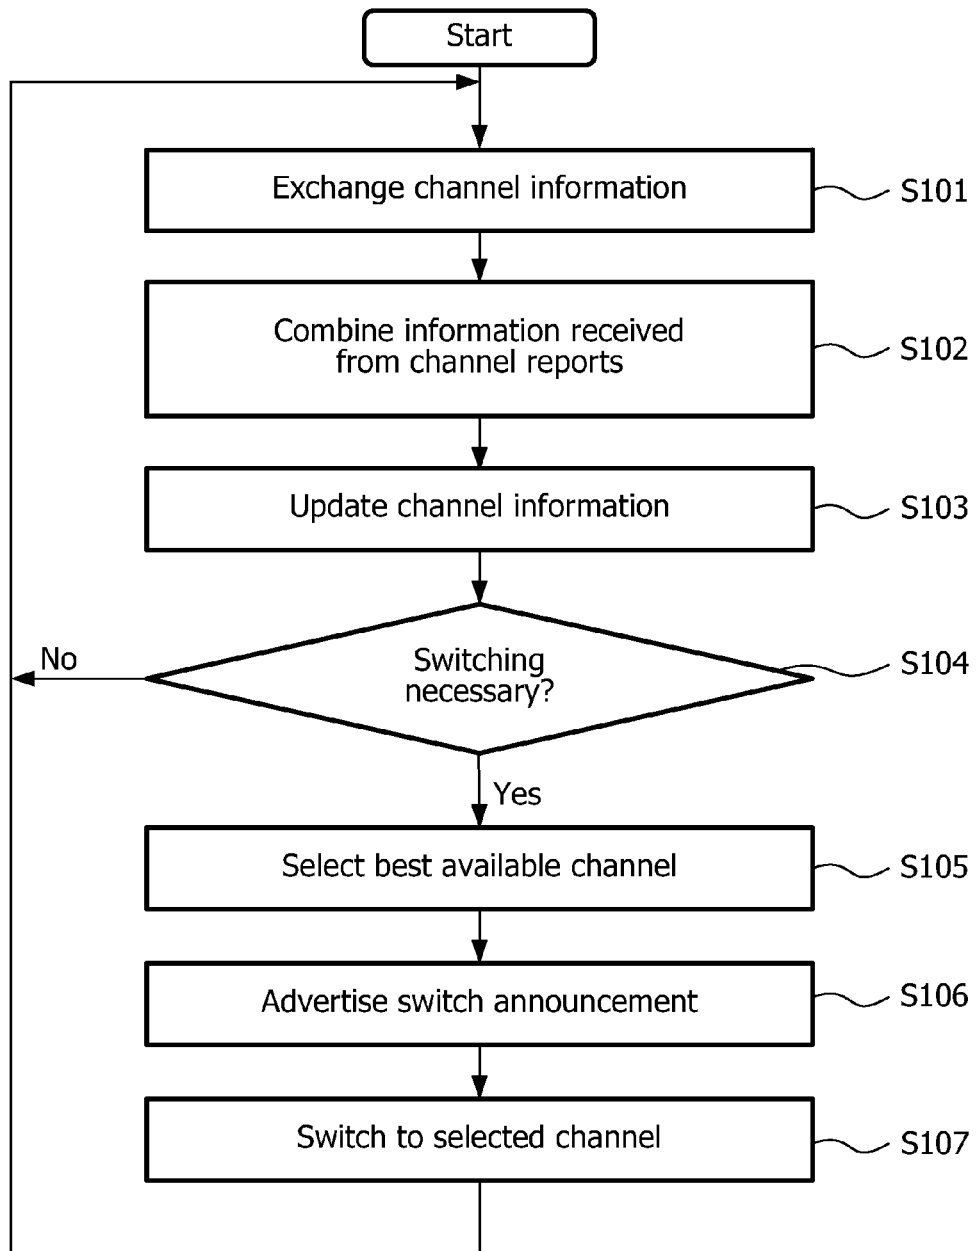 Start
Exchange channel information
S101
Combine information received
from channel reports
S102
Update channel information
S103
Switching
necessary?
S104
No
Yes
Select best available channel
S105
Advertise switch announcement
S106
Switch to selected channel
S107